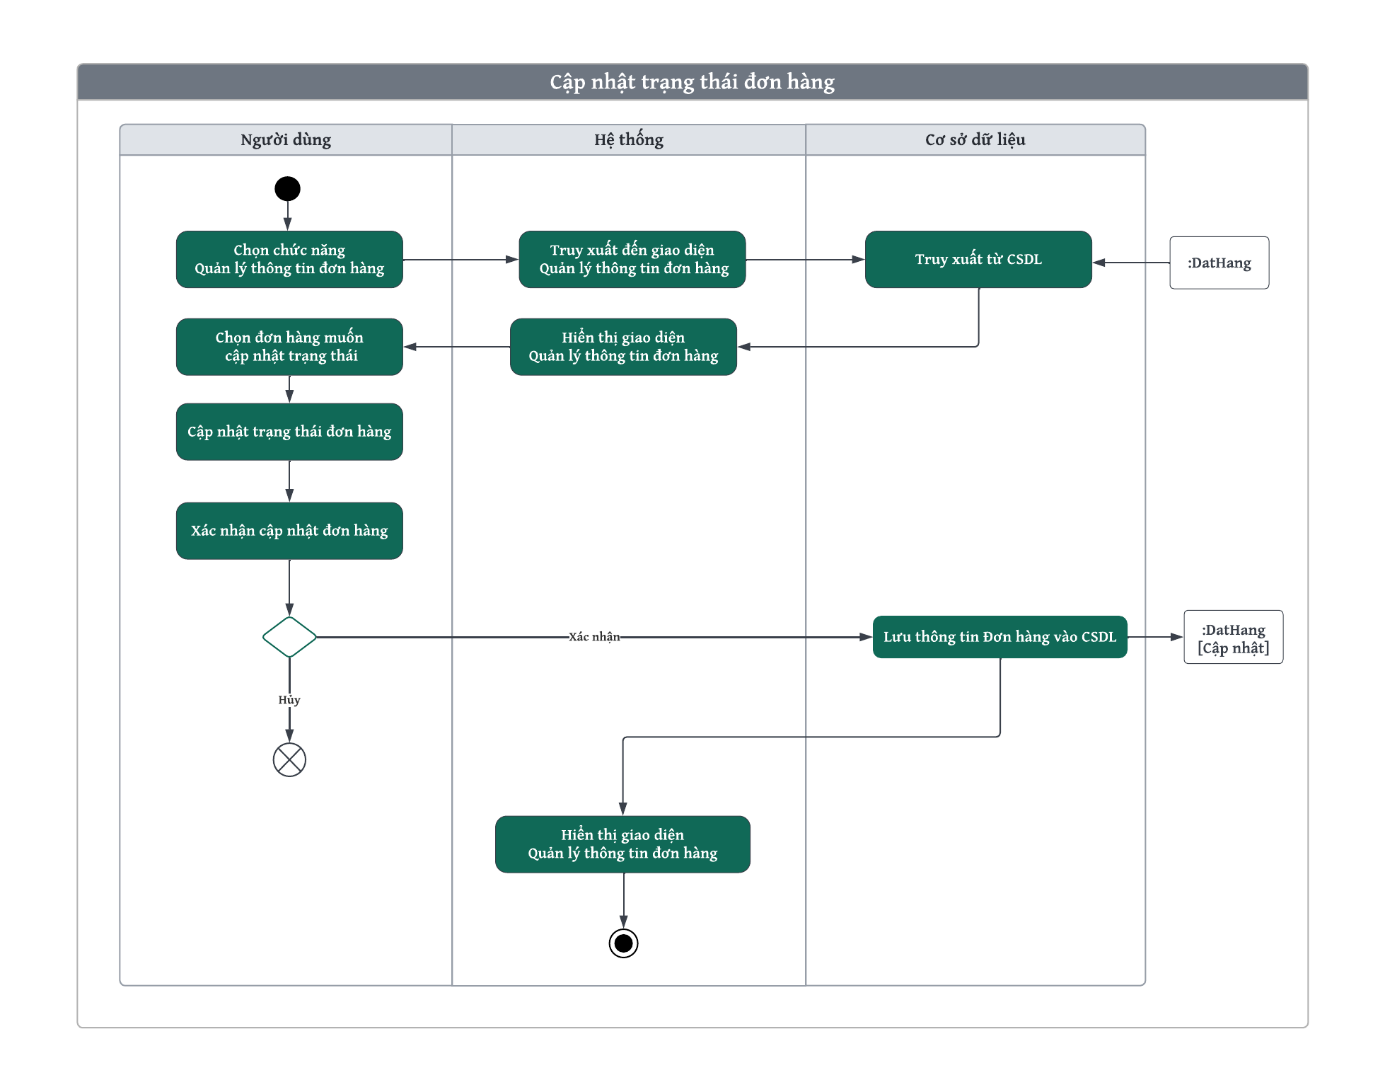 Cập nhật trạng thái đơn hàng
Người dùng
Hệ thống
Cơ sở dữ liệu
Chọn chức năng
Quản lý thông tin đơn hàng
Truy xuất đến giao diện
Quản lý thông tin đơn hàng
Truy xuất từ CSDL
:DatHang
Chọn đơn hàng muốn
cập nhật trạng thái
Hiển thị giao diện
Quản lý thông tin đơn hàng
Cập nhật trạng thái đơn hàng
Xác nhận cập nhật đơn hàng
Xác nhận
Lưu thông tin Đơn hàng vào CSDL
:DatHang
[Cập nhật]
Hủy
Hiển thị giao diện
Quản lý thông tin đơn hàng